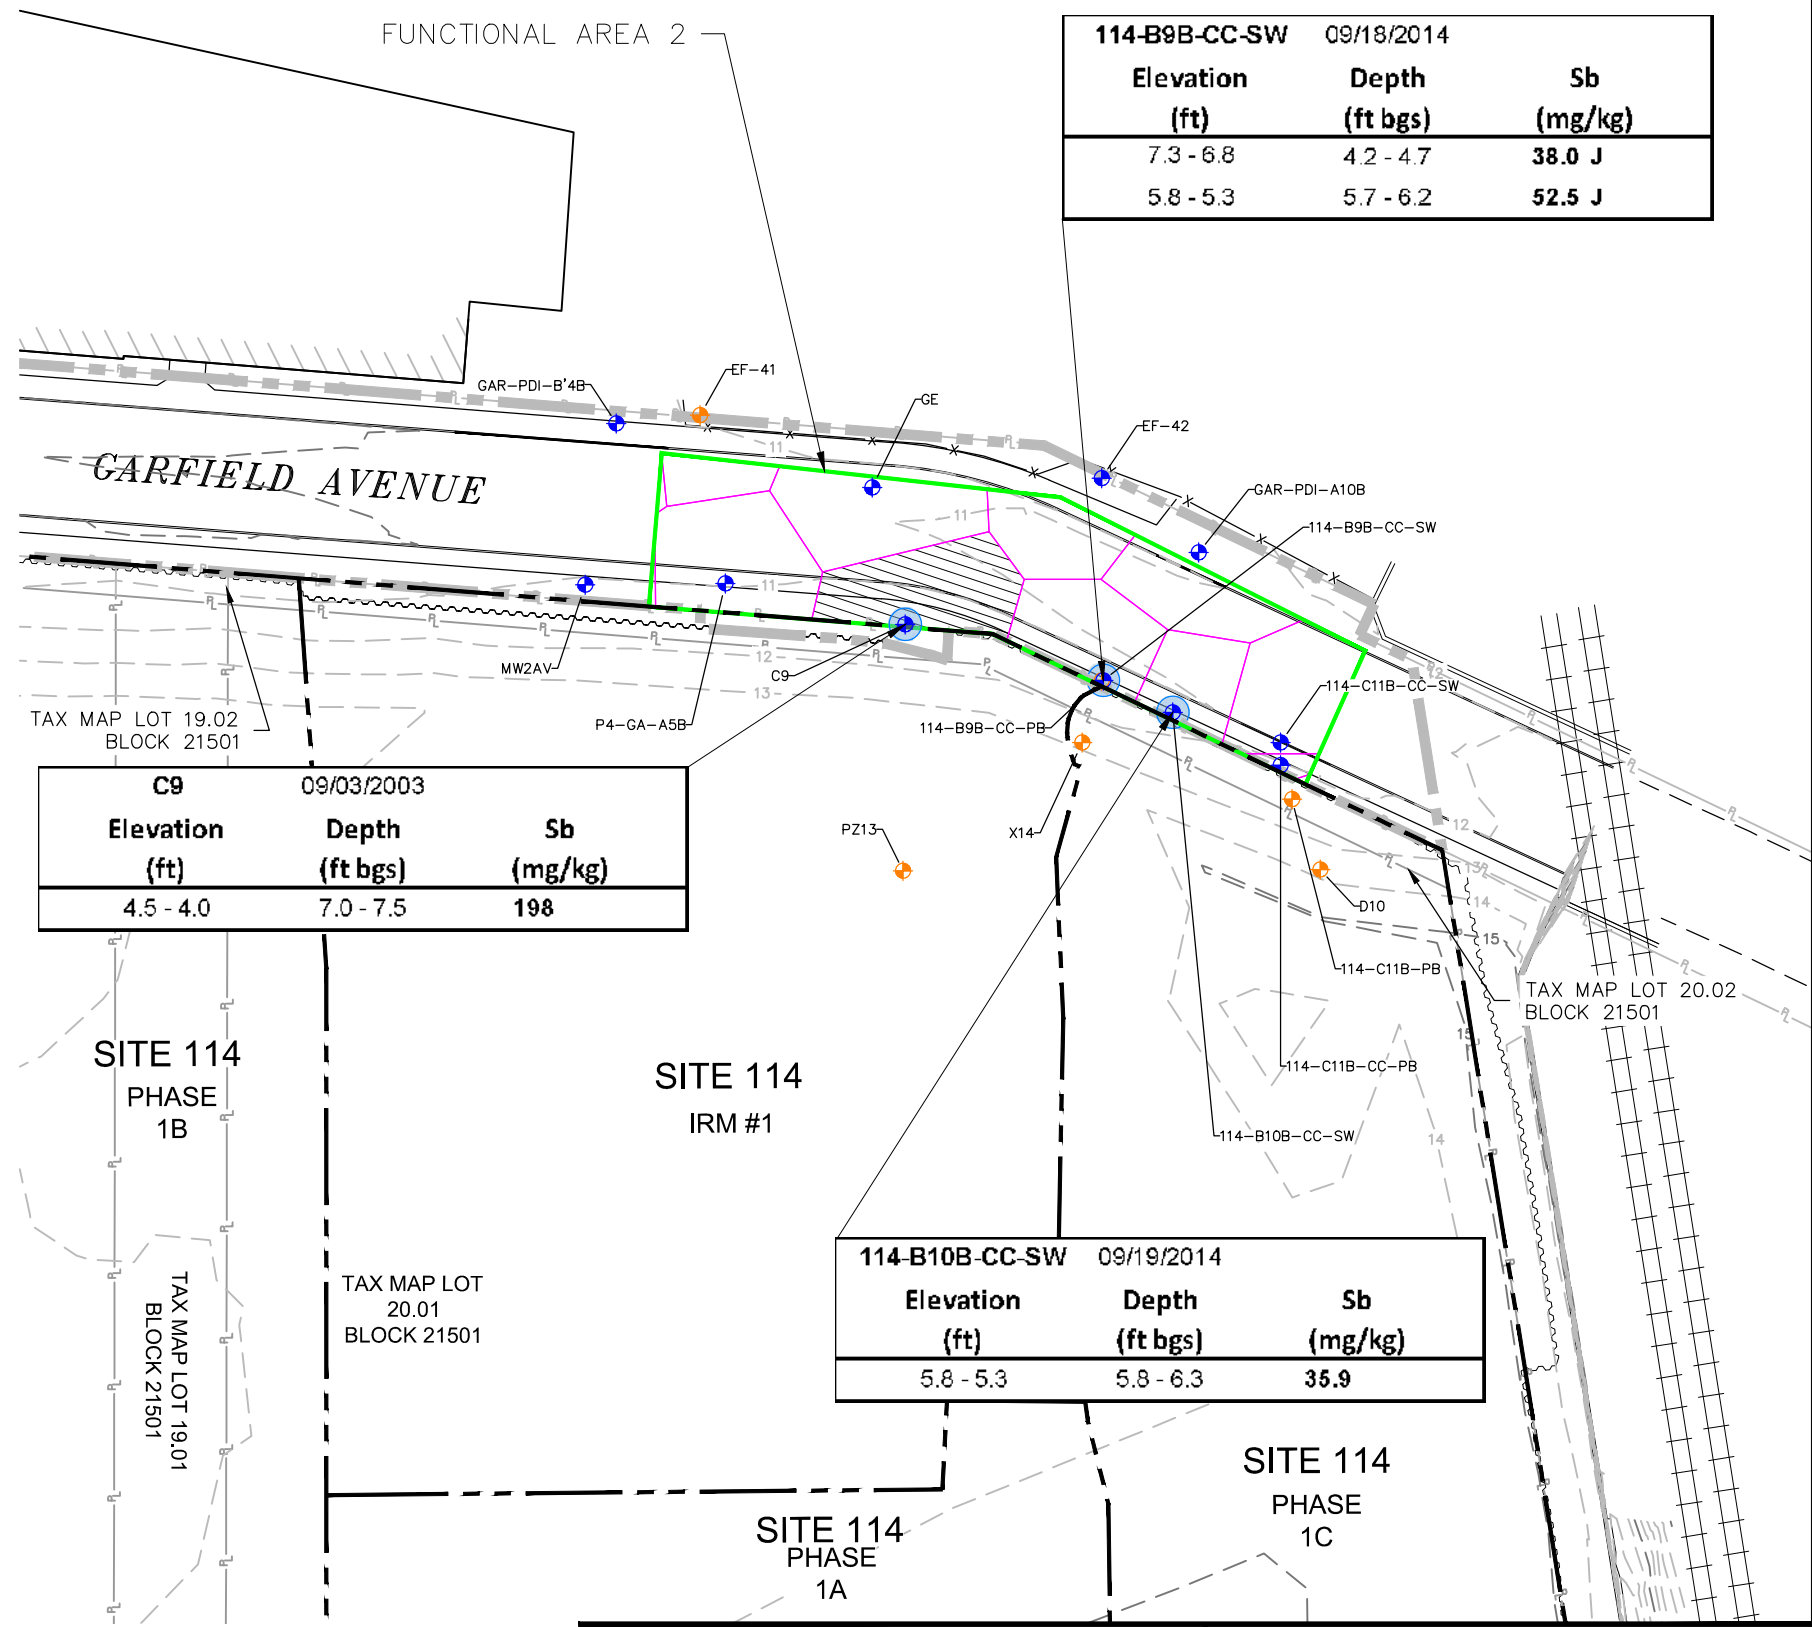 FUNCTIONAL AREA 2
114-B9B-CC-SW 09/18/2014
Elevation Depth Sb
(ft) (ft bgs) (mg/kg)
7.3 - 6.8 4.2 - 4.7 38.0 J
5.8 - 5.3 5.7 - 6.2 52.5 J
EF-41
GAR-PDI-B'4B
GE
EF-42
11
GARFIELD AVENUE
GAR-PDI-A10B
11
114-B9B-CC-SW
11
12
MW2AV
C9
13
12
114-C11B-CC-SW
TAX MAP LOT 19.02
BLOCK 21501
P4-GA-A5B
114-B9B-CC-PB
C9 09/03/2003
Elevation Depth Sb
(ft) (ft bgs) (mg/kg)
4.5 - 4.0 7.0 - 7.5 198
PZ13
X14
12
13
14
D10
15
114-C11B-PB
TAX MAP LOT 20.02
BLOCK 21501
15
SITE 114
PHASE
1B
SITE 114
IRM #1
114-C11B-CC-PB
114-B10B-CC-SW
14
114-B10B-CC-SW 09/19/2014
Elevation Depth Sb
(ft) (ft bgs) (mg/kg)
5.8 - 5.3 5.8 - 6.3 35.9
TAX MAP LOT
20.01
BLOCK 21501
TAX MAP LOT 19.01
BLOCK 21501
SITE 114
PHASE
1C
SITE 114
PHASE
1A